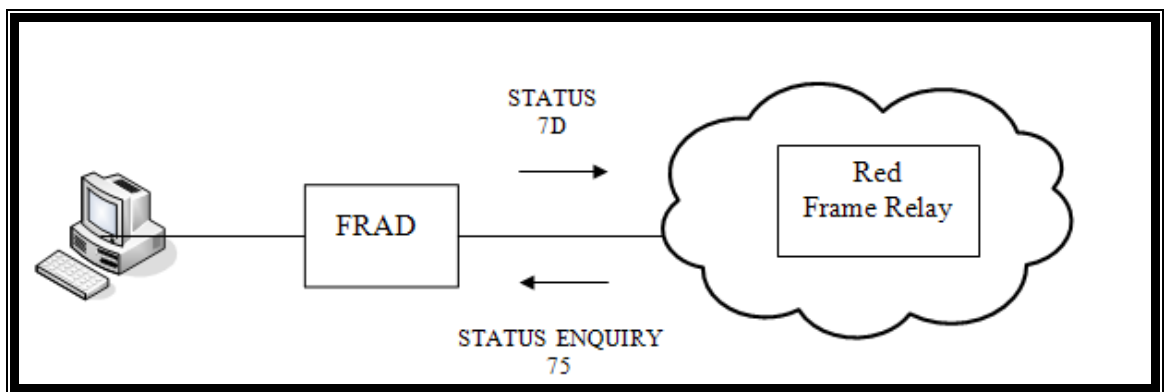 STATUS
7D
FRAD
Red
Frame Relay
STATUS ENQUIRY
75